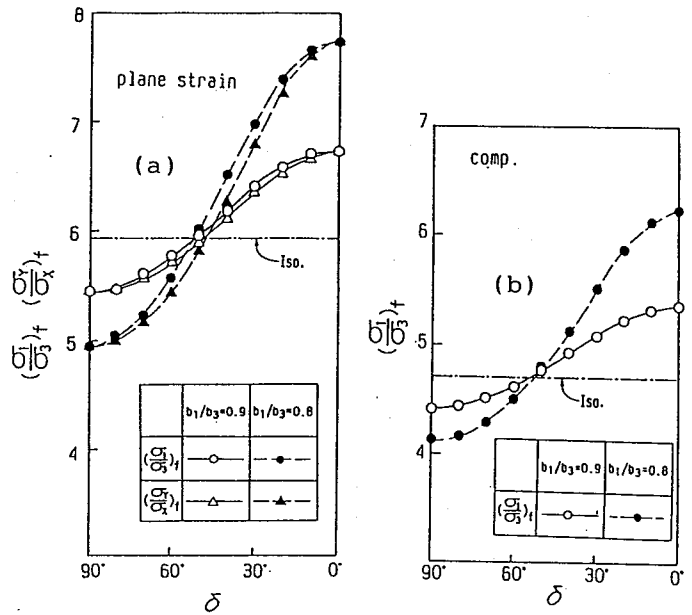 8
plane strain
7
(a)
6
Iso.
(σY/σX)f
(σ1/σ3)f
5
b1/b3=0.9 b1/b3=0.8
(σ1/σ3)f
(σY/σX)f
4
90° 60° 30° 0°
δ
7
comp.
6
(b)
(σ1/σ3)f
5
Iso.
4
b1/b3=0.9 b1/b3=0.8
(σ1/σ3)f
90° 60° 30° 0°
δ